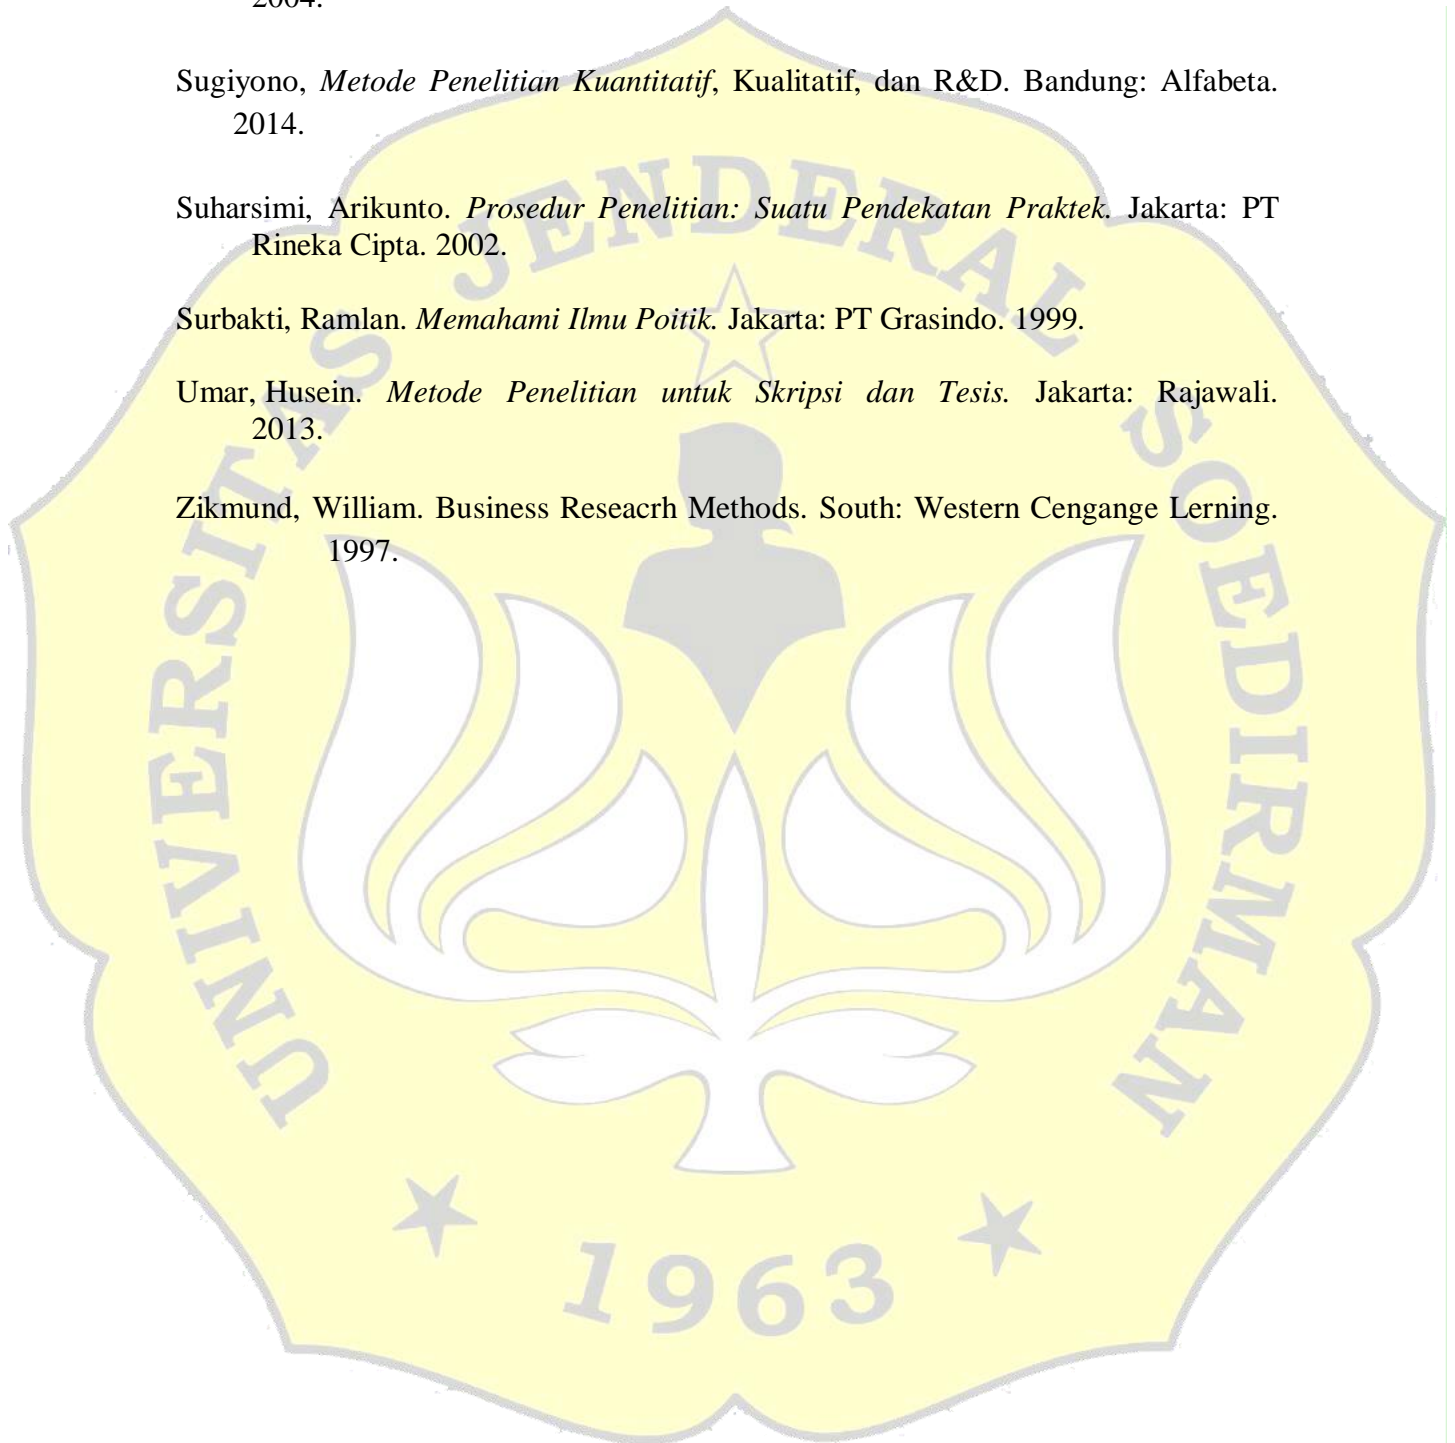 2004.
Sugiyono, Metode Penelitian Kuantitatif, Kualitatif, dan R&D. Bandung: Alfabeta.
2014.
Suharsimi, Arikunto. Prosedur Penelitian: Suatu Pendekatan Praktek. Jakarta: PT
Rineka Cipta. 2002.
Surbakti, Ramlan. Memahami Ilmu Poitik. Jakarta: PT Grasindo. 1999.
Umar, Husein. Metode Penelitian untuk Skripsi dan Tesis. Jakarta: Rajawali.
2013.
Zikmund, William. Business Reseacrh Methods. South: Western Cengange Lerning.
1997.
UNIVERSITAS JENDERAL SOEDIRMAN
1963